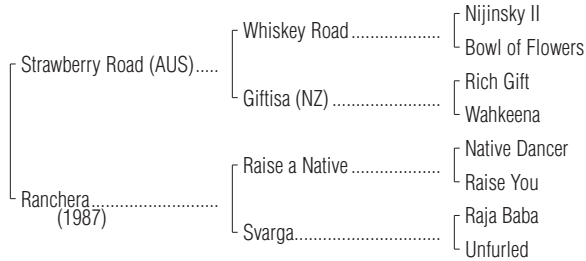 Nijinsky II
Whiskey Road ....................
Bowl of Flowers
Strawberry Road (AUS).....
Rich Gift
Giftisa (NZ) ........................
Wahkeena
Native Dancer
Raise a Native ....................
Raise You
Ranchera............................
(1987)
Raja Baba
Svarga.................................
Unfurled